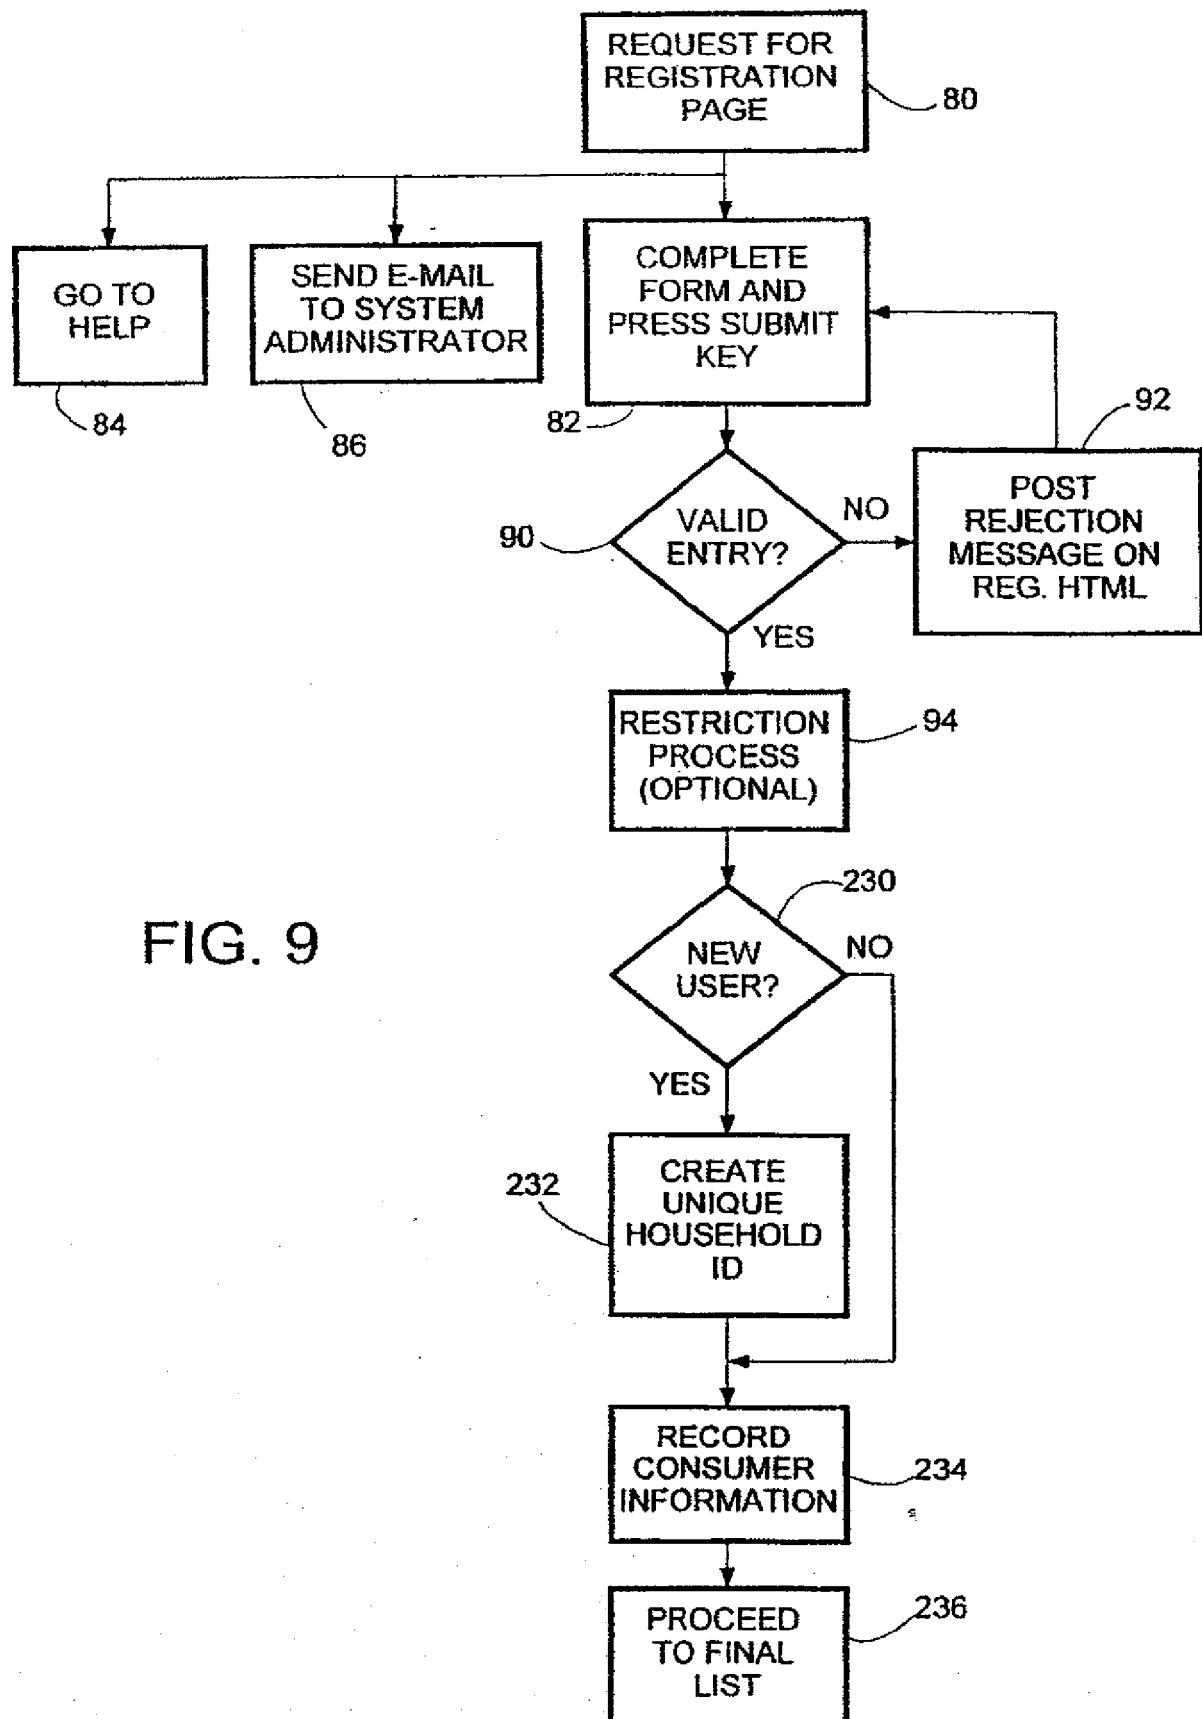 REQUEST FOR
REGISTRATION
PAGE
80
GO TO
HELP
84
SEND E-MAIL
TO SYSTEM
ADMINISTRATOR
86
COMPLETE
FORM AND
PRESS SUBMIT
KEY
82
92
POST
REJECTION
MESSAGE ON
REG. HTML
90
VALID
ENTRY?
NO
YES
RESTRICTION
PROCESS
(OPTIONAL)
94
230
NEW
USER?
NO
YES
FIG. 9
232
CREATE
UNIQUE
HOUSEHOLD
ID
RECORD
CONSUMER
INFORMATION
234
PROCEED
TO FINAL
LIST
236